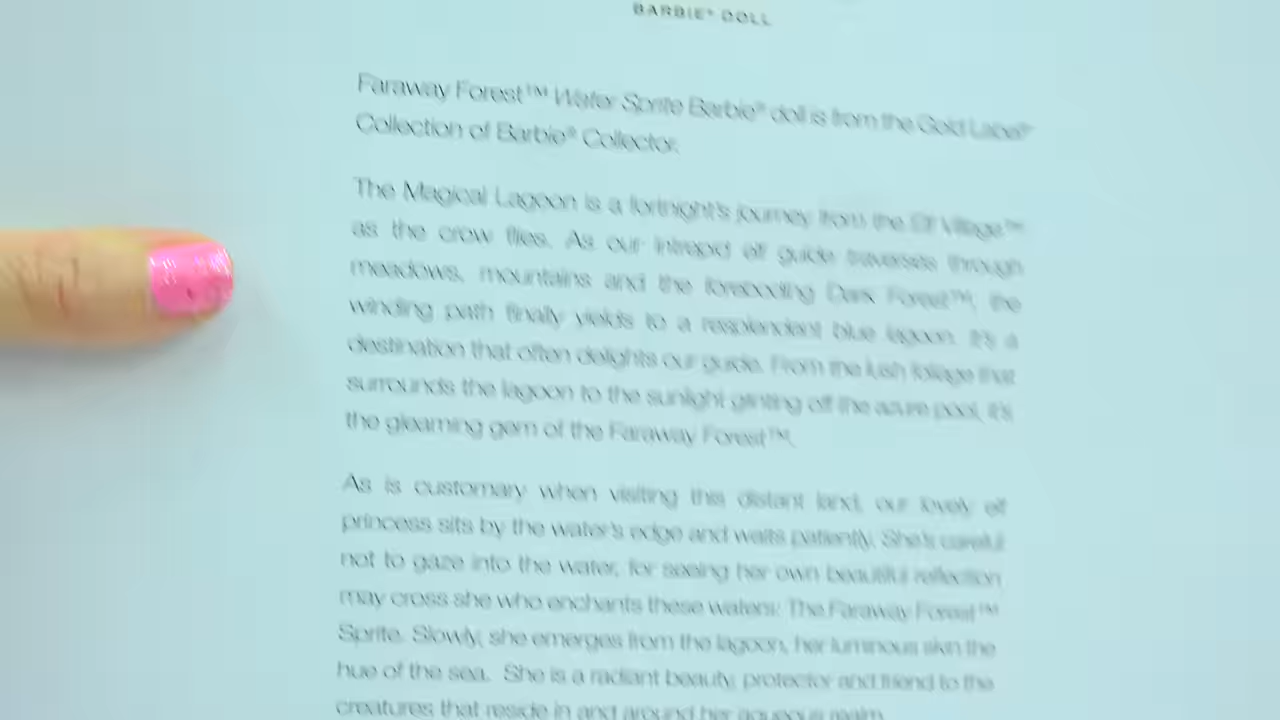 BARBIE® DOLL
Faraway Forest™ Water Sprite Barbie® doll is from the Gold Label®
Collection of Barbie® Collector.
The Magical Lagoon is a fortnight's journey from the Elf Village™
as the crow flies. As our intrepid elf guide traverses through
meadows, mountains and the foreboding Dark Forest™, the
winding path finally yields to a resplendent blue lagoon. It's a
destination that often delights our guide. From the lush foliage that
surrounds the lagoon to the sunlight glinting off the azure pool, it's
the gleaming gem of the Faraway Forest™.
As is customary when visiting this distant land, our lovely elf
princess sits by the water's edge and waits patiently. She's careful
not to gaze into the water, for seeing her own beautiful reflection
may cross she who enchants these waters: The Faraway Forest™
Sprite. Slowly, she emerges from the lagoon, her luminous skin the
hue of the sea. She is a radiant beauty, protector and friend to the
creatures that reside in and around her aqueous realm.